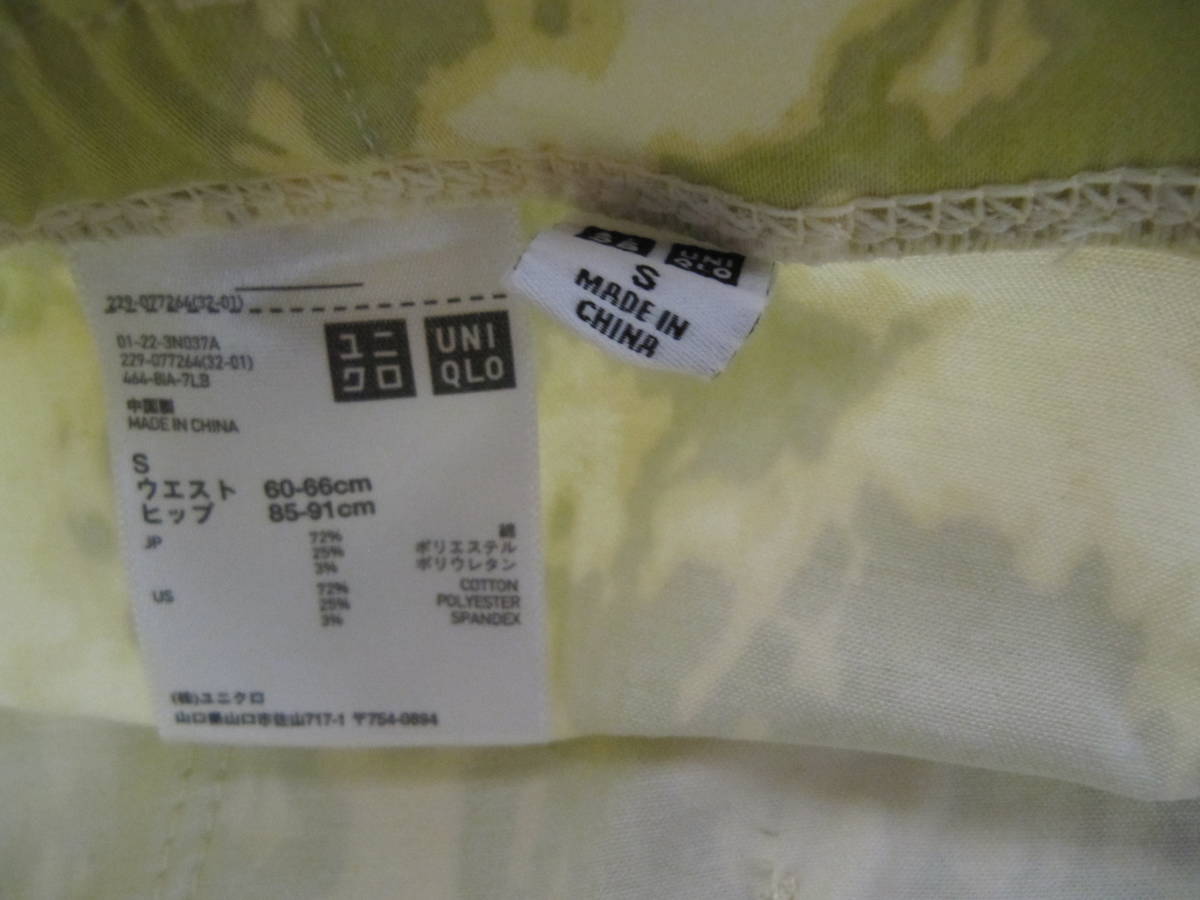 229-077264(32-01)
01-22-3N037A
229-077264(32-01)
464-BIA-7LB
ユニクロ
UNIQLO
中国製
MADE IN CHINA
S
ウエスト 60-66cm
ヒップ 85-91cm
JP 72% 綿
25% ポリエステル
3% ポリウレタン
US 72% COTTON
25% POLYESTER
3% SPANDEX
(株)ユニクロ
山口県山口市佐山717-1 〒754-0894
UNIQLO
S
MADE IN
CHINA